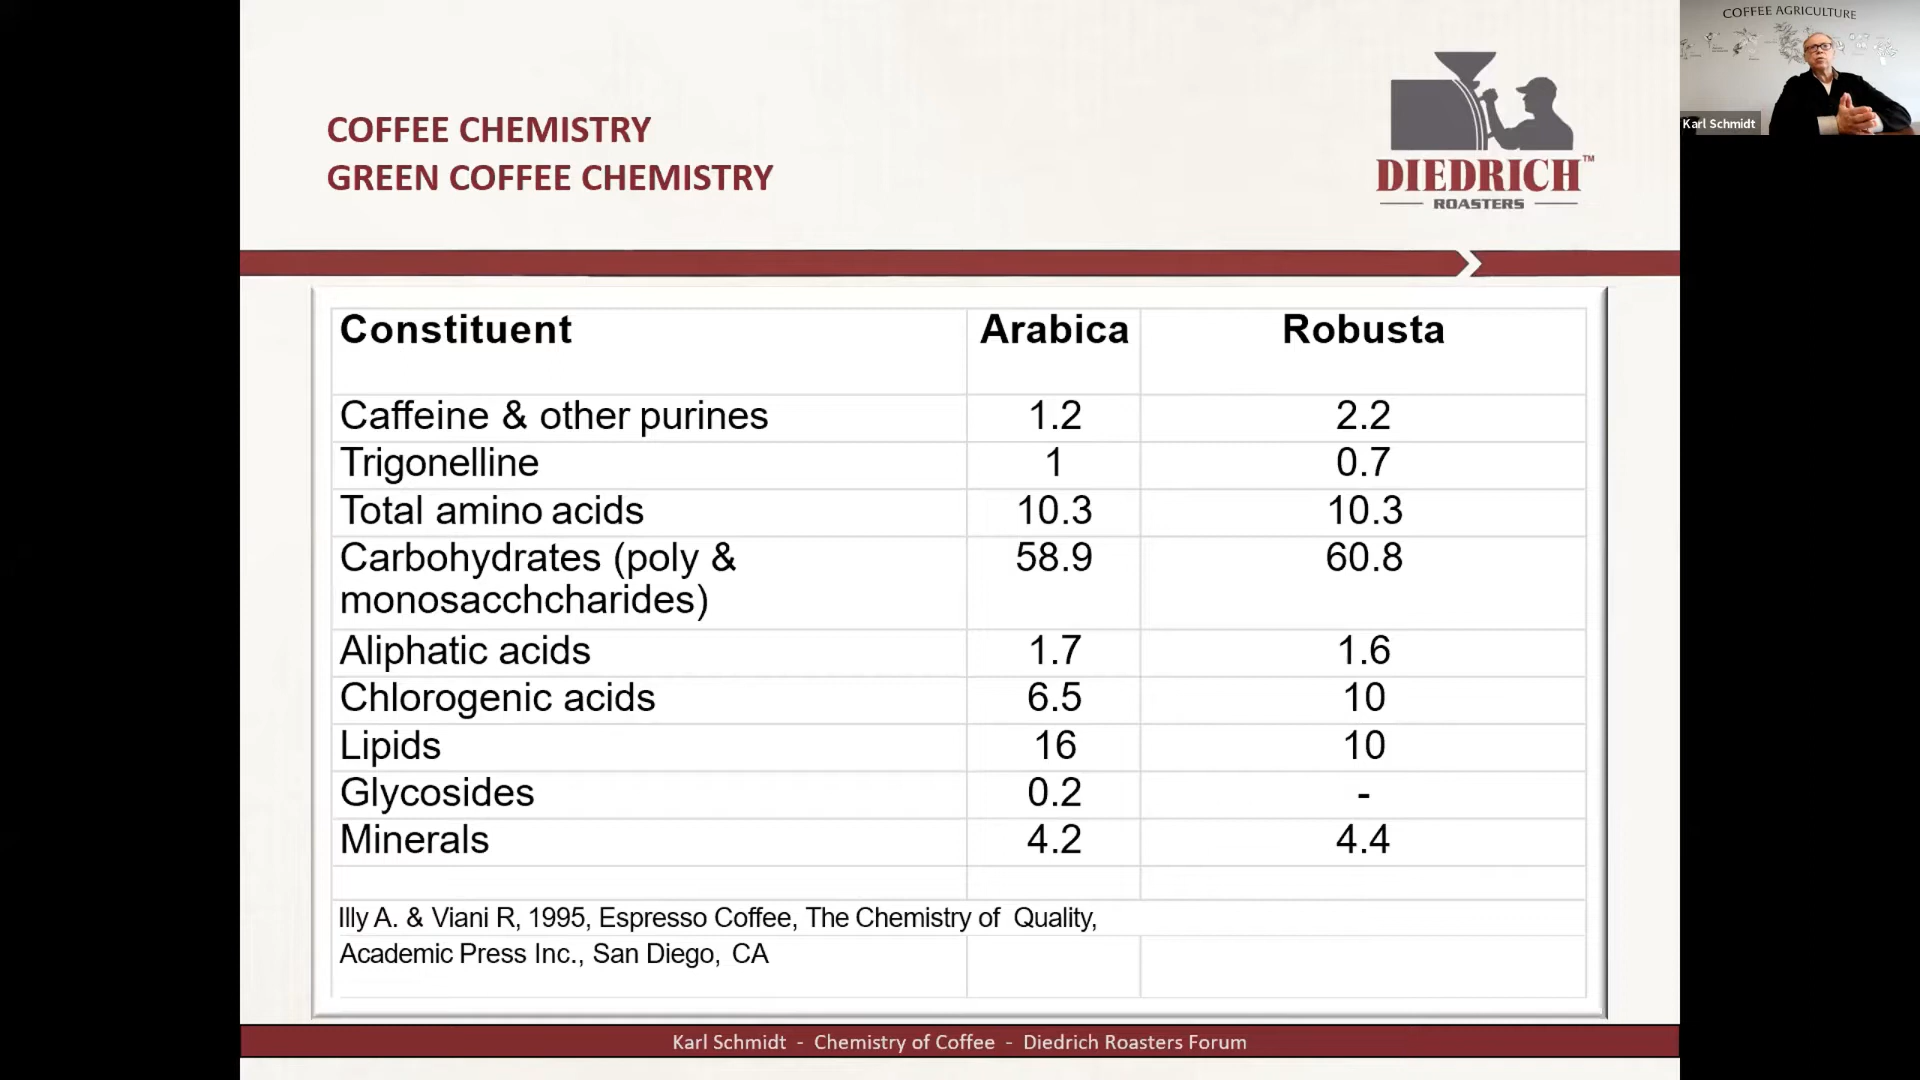 COFFEE CHEMISTRY
GREEN COFFEE CHEMISTRY
DIEDRICH™
ROASTERS
COFFEE AGRICULTURE
Karl Schmidt
Constituent Arabica Robusta
Caffeine & other purines 1.2 2.2
Trigonelline 1 0.7
Total amino acids 10.3 10.3
Carbohydrates (poly & 58.9 60.8
monosacchcharides)
Aliphatic acids 1.7 1.6
Chlorogenic acids 6.5 10
Lipids 16 10
Glycosides 0.2 -
Minerals 4.2 4.4
Illy A. & Viani R, 1995, Espresso Coffee, The Chemistry of Quality,
Academic Press Inc., San Diego, CA
Karl Schmidt - Chemistry of Coffee - Diedrich Roasters Forum